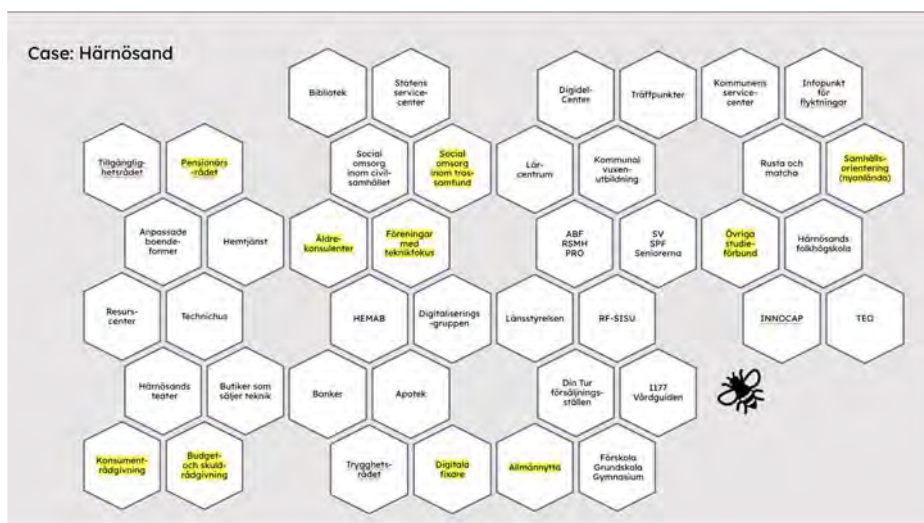 Case: Härnösand
Bibliotek
Statens
service-
center
Digidel-
Center
Träffpunkter
Kommunens
service-
center
Infopunkt
för
flyktningar
Tillgänglig-
hetsrådet
Pensionärs
-rådet
Social
omsorg
inom civil-
samhället
Social
omsorg
inom tros-
samfund
Lär-
centrum
Kommunal
vuxen-
utbildning
Rusta och
matcha
Samhälls-
orientering
(nyanlända)
Anpassade
boende-
former
Hemtjänst
Äldre-
konsulenter
Föreningar
med
teknikfokus
ABF
RSMH
PRO
SV
SPF
Seniorerna
Övriga
studie-
förbund
Härnösands
folkhögskola
Resurs-
center
Technichus
HEMAB
Digitaliserings
-gruppen
Länsstyrelsen
RF-SISU
INNOCAP
TEO
Härnösands
teater
Butiker som
säljer teknik
Banker
Apotek
Din Tur
försäljnings-
ställen
1177
Vårdguiden
Konsument-
rådgivning
Budget-
och skuld-
rådgivning
Trygghets-
rådet
Digitala
fixare
Allmännytta
Förskola
Grundskola
Gymnasium